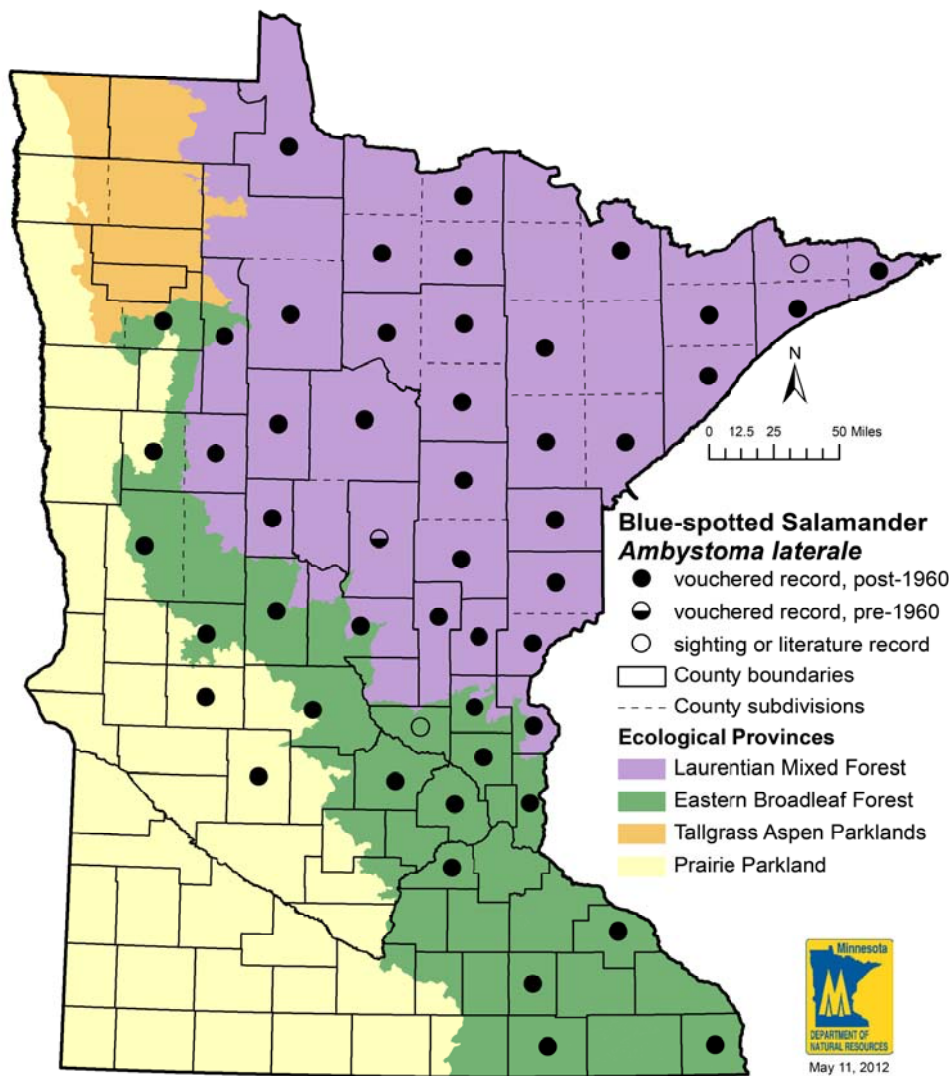 N
0 12.5 25 50 Miles
Blue-spotted Salamander
Ambystoma laterale
vouchered record, post-1960
vouchered record, pre-1960
sighting or literature record
County boundaries
County subdivisions
Ecological Provinces
Laurentian Mixed Forest
Eastern Broadleaf Forest
Tallgrass Aspen Parklands
Prairie Parkland
Minnesota
DEPARTMENT OF
NATURAL RESOURCES
May 11, 2012